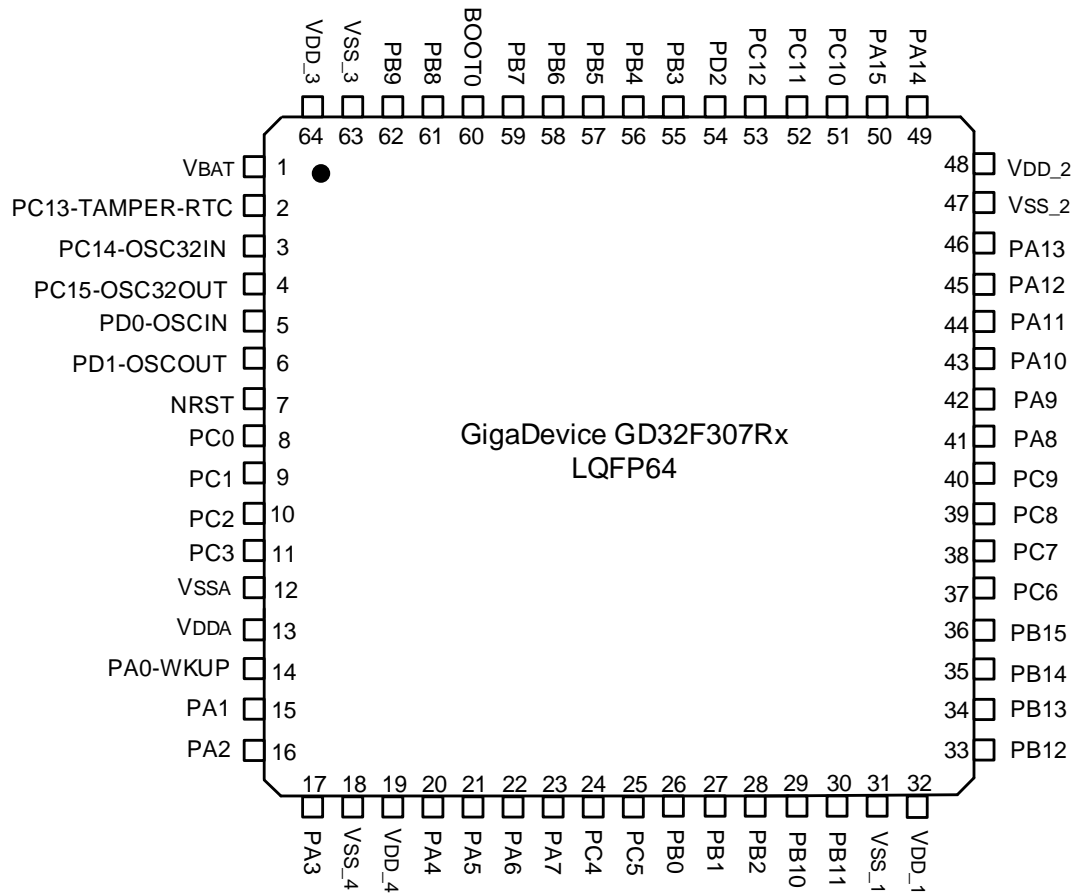 VDD_3
VSS_3
PB9
PB8
BOOT0
PB7
PB6
PB5
PB4
PB3
PD2
PC12
PC11
PC10
PA15
PA14
64 63 62 61 60 59 58 57 56 55 54 53 52 51 50 49
VBAT 1
PC13-TAMPER-RTC 2
PC14-OSC32IN 3
PC15-OSC32OUT 4
PD0-OSCIN 5
PD1-OSCOUT 6
NRST 7
PC0 8
PC1 9
PC2 10
PC3 11
VSSA 12
VDDA 13
PA0-WKUP 14
PA1 15
PA2 16
GigaDevice GD32F307Rx
LQFP64
48 VDD_2
47 VSS_2
46 PA13
45 PA12
44 PA11
43 PA10
42 PA9
41 PA8
40 PC9
39 PC8
38 PC7
37 PC6
36 PB15
35 PB14
34 PB13
33 PB12
17 18 19 20 21 22 23 24 25 26 27 28 29 30 31 32
PA3
VSS_4
VDD_4
PA4
PA5
PA6
PA7
PC4
PC5
PB0
PB1
PB2
PB10
PB11
VSS_1
VDD_1